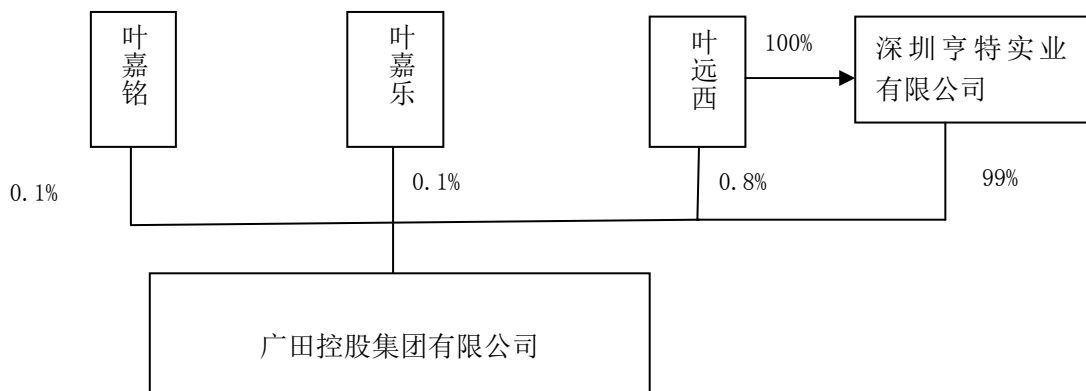 叶嘉铭
叶嘉乐
叶远西
100%
深圳亨特实业
有限公司
0.1%
0.1%
0.8%
99%
广田控股集团有限公司